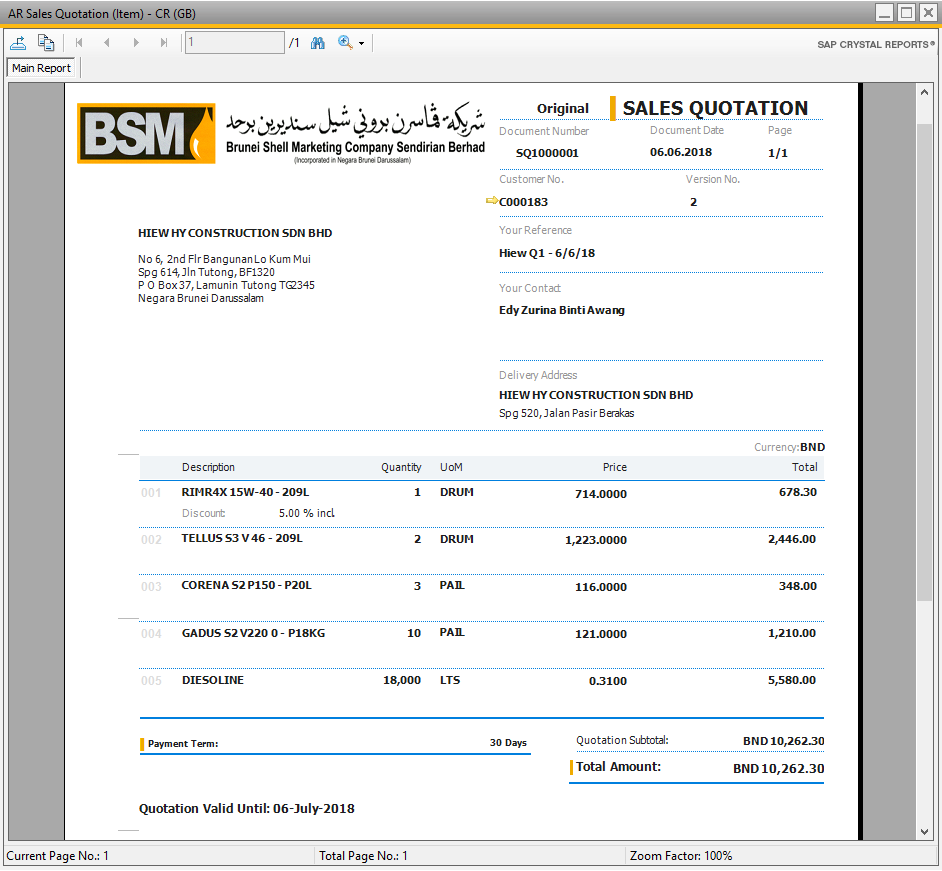 AR Sales Quotation (Item) - CR (GB)
1 /1
SAP CRYSTAL REPORTS®
Main Report
BSM
شريكة ڤماسرن بروني شيل سنديرين برحد
Brunei Shell Marketing Company Sendirian Berhad
(Incorporated in Negara Brunei Darussalam)
Original SALES QUOTATION
Document Number Document Date Page
SQ1000001 06.06.2018 1/1
Customer No. Version No.
C000183 2
HIEW HY CONSTRUCTION SDN BHD
No 6, 2nd Flr Bangunan Lo Kum Mui
Spg 614, Jln Tutong, BF1320
P O Box 37, Lamunin Tutong TG2345
Negara Brunei Darussalam
Your Reference
Hiew Q1 - 6/6/18
Your Contact
Edy Zurina Binti Awang
Delivery Address
HIEW HY CONSTRUCTION SDN BHD
Spg 520, Jalan Pasir Berakas
Currency: BND
Description Quantity UoM Price Total
001 RIMR4X 15W-40 - 209L 1 DRUM 714.0000 678.30
Discount: 5.00 % incl.
002 TELLUS S3 V 46 - 209L 2 DRUM 1,223.0000 2,446.00
003 CORENA S2 P150 - P20L 3 PAIL 116.0000 348.00
004 GADUS S2 V220 0 - P18KG 10 PAIL 121.0000 1,210.00
005 DIESOLINE 18,000 LTS 0.3100 5,580.00
Payment Term: 30 Days
Quotation Subtotal: BND 10,262.30
Total Amount: BND 10,262.30
Quotation Valid Until: 06-July-2018
Current Page No.: 1 Total Page No.: 1 Zoom Factor: 100%